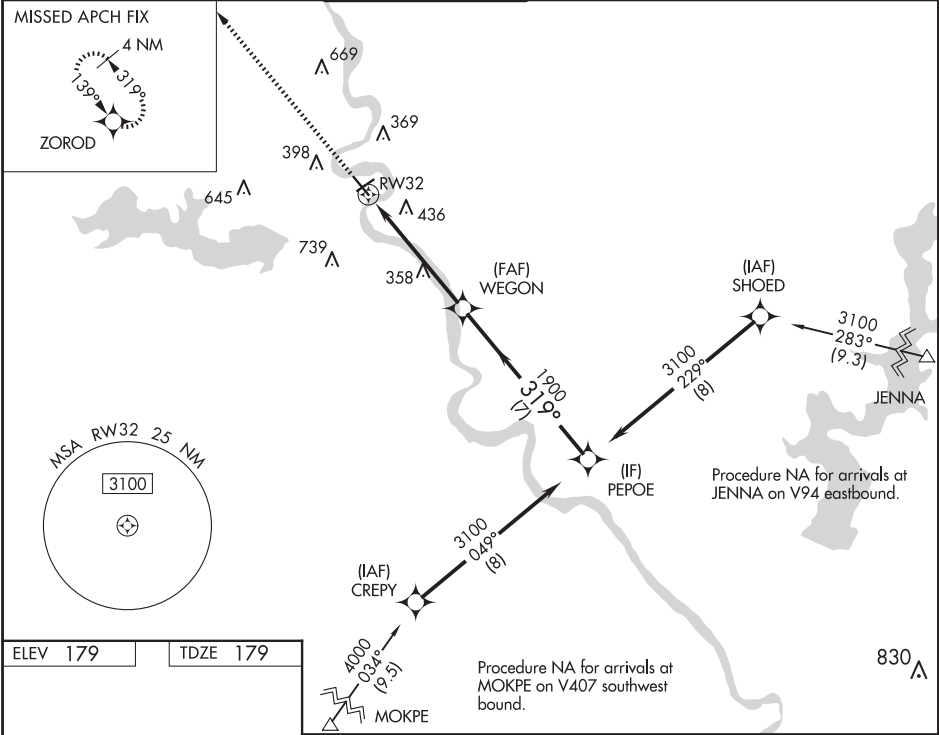 MISSED APCH FIX
4 NM
319°
139°
ZOROD
669
369
398
645
RW32
436
739
358
(FAF)
WEGON
(IAF)
SHOED
3100
283°
(9.3)
JENNA
3100
229°
(8)
1900
319°
(7)
(IF)
PEPOE
Procedure NA for arrivals at
JENNA on V94 eastbound.
MSA RW32 25 NM
3100
3100
049°
(8)
(IAF)
CREPY
4000
034°
(9.5)
MOKPE
Procedure NA for arrivals at
MOKPE on V407 southwest
bound.
830
ELEV 179
TDZE 179